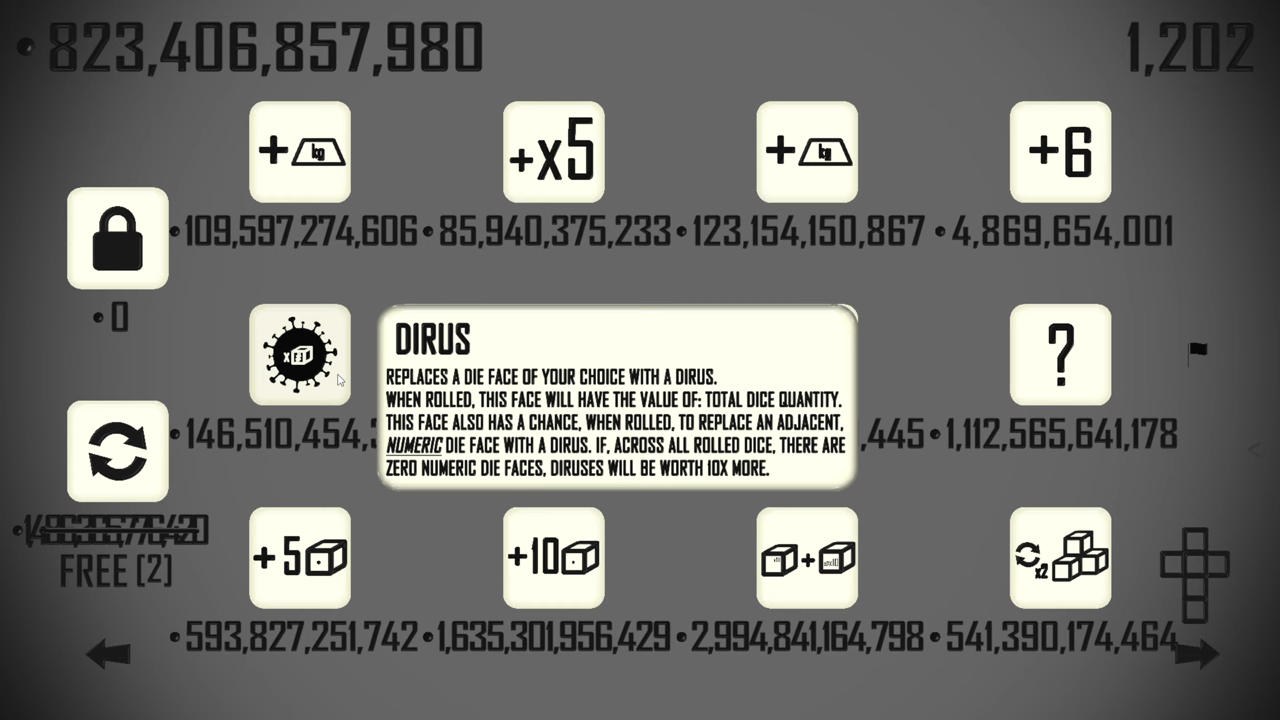 823,406,857,980
1,202
+kg
+x5
+kg
+6
109,597,274,606
85,940,375,233
123,154,150,867
4,869,654,001
0
DIRUS
REPLACES A DIE FACE OF YOUR CHOICE WITH A DIRUS.
WHEN ROLLED, THIS FACE WILL HAVE THE VALUE OF: TOTAL DICE QUANTITY.
THIS FACE ALSO HAS A CHANCE, WHEN ROLLED, TO REPLACE AN ADJACENT,
NUMERIC DIE FACE WITH A DIRUS. IF, ACROSS ALL ROLLED DICE, THERE ARE
ZERO NUMERIC DIE FACES, DIRUSES WILL BE WORTH 10X MORE.
?
146,510,454,
,445
1,112,565,641,178
FREE [2]
+5
+10
+
x2
593,827,251,742
1,635,301,956,429
2,994,841,164,798
541,390,174,464